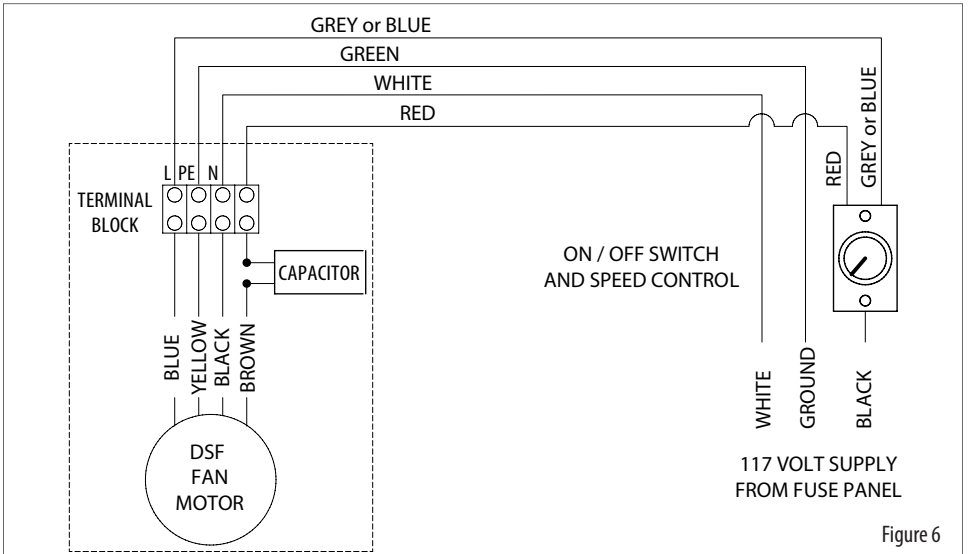 GREY or BLUE
GREEN
WHITE
RED
RED
GREY or BLUE
L PE N
TERMINAL
BLOCK
CAPACITOR
ON / OFF SWITCH
AND SPEED CONTROL
BLUE
YELLOW
BLACK
BROWN
WHITE
GROUND
BLACK
DSF
FAN
MOTOR
117 VOLT SUPPLY
FROM FUSE PANEL
Figure 6